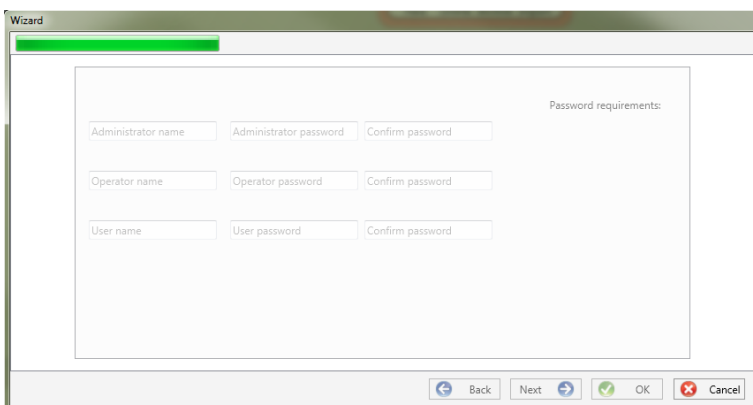 Wizard
Password requirements:
Administrator name Administrator password Confirm password
Operator name Operator password Confirm password
User name User password Confirm password
Back Next OK Cancel